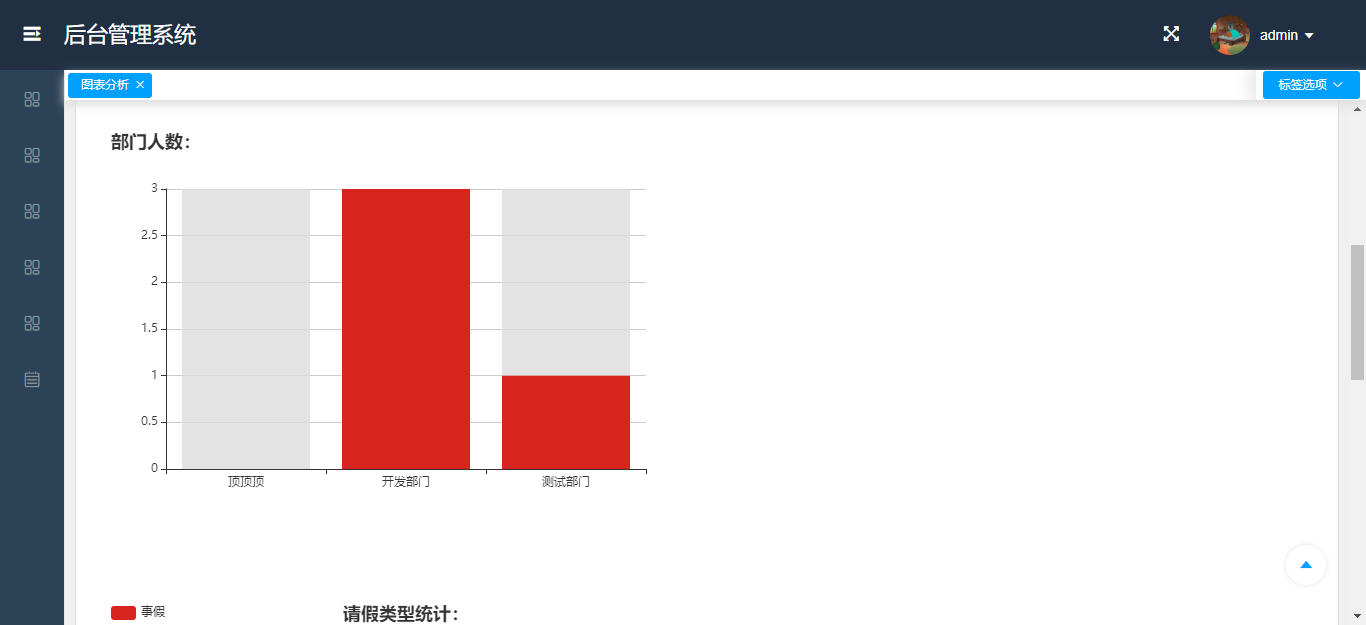 后台管理系统
admin
图表分析
标签选项
部门人数：
3
2.5
2
1.5
1
0.5
0
顶顶顶 开发部门 测试部门
事假
请假类型统计：